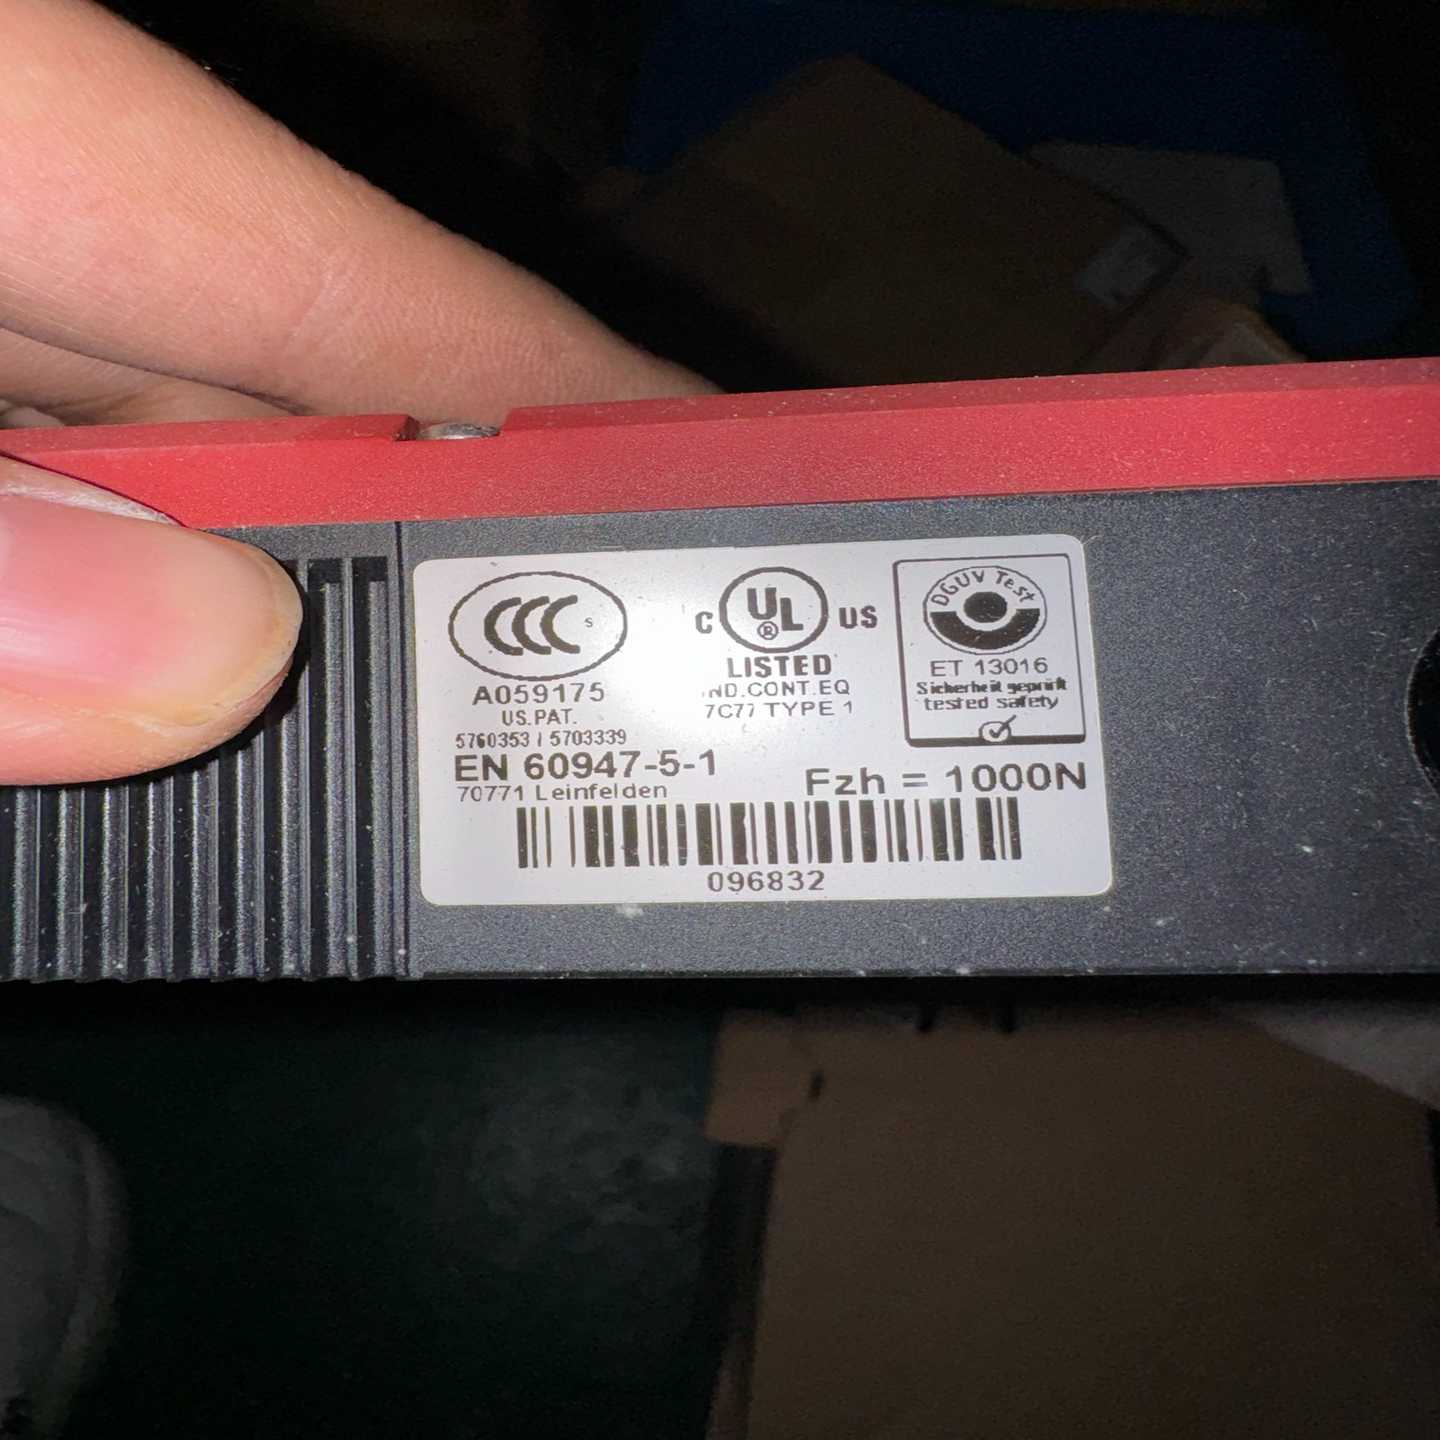 CCC S
A059175
US.PAT.
5760353 / 5703339
EN 60947-5-1
70771 Leinfelden
C UL ® US
LISTED
IND.CONT.EQ
7C77 TYPE 1
DGUV Test
ET 13016
Sicherheit geprüft
tested safety
Fzh = 1000N
096832